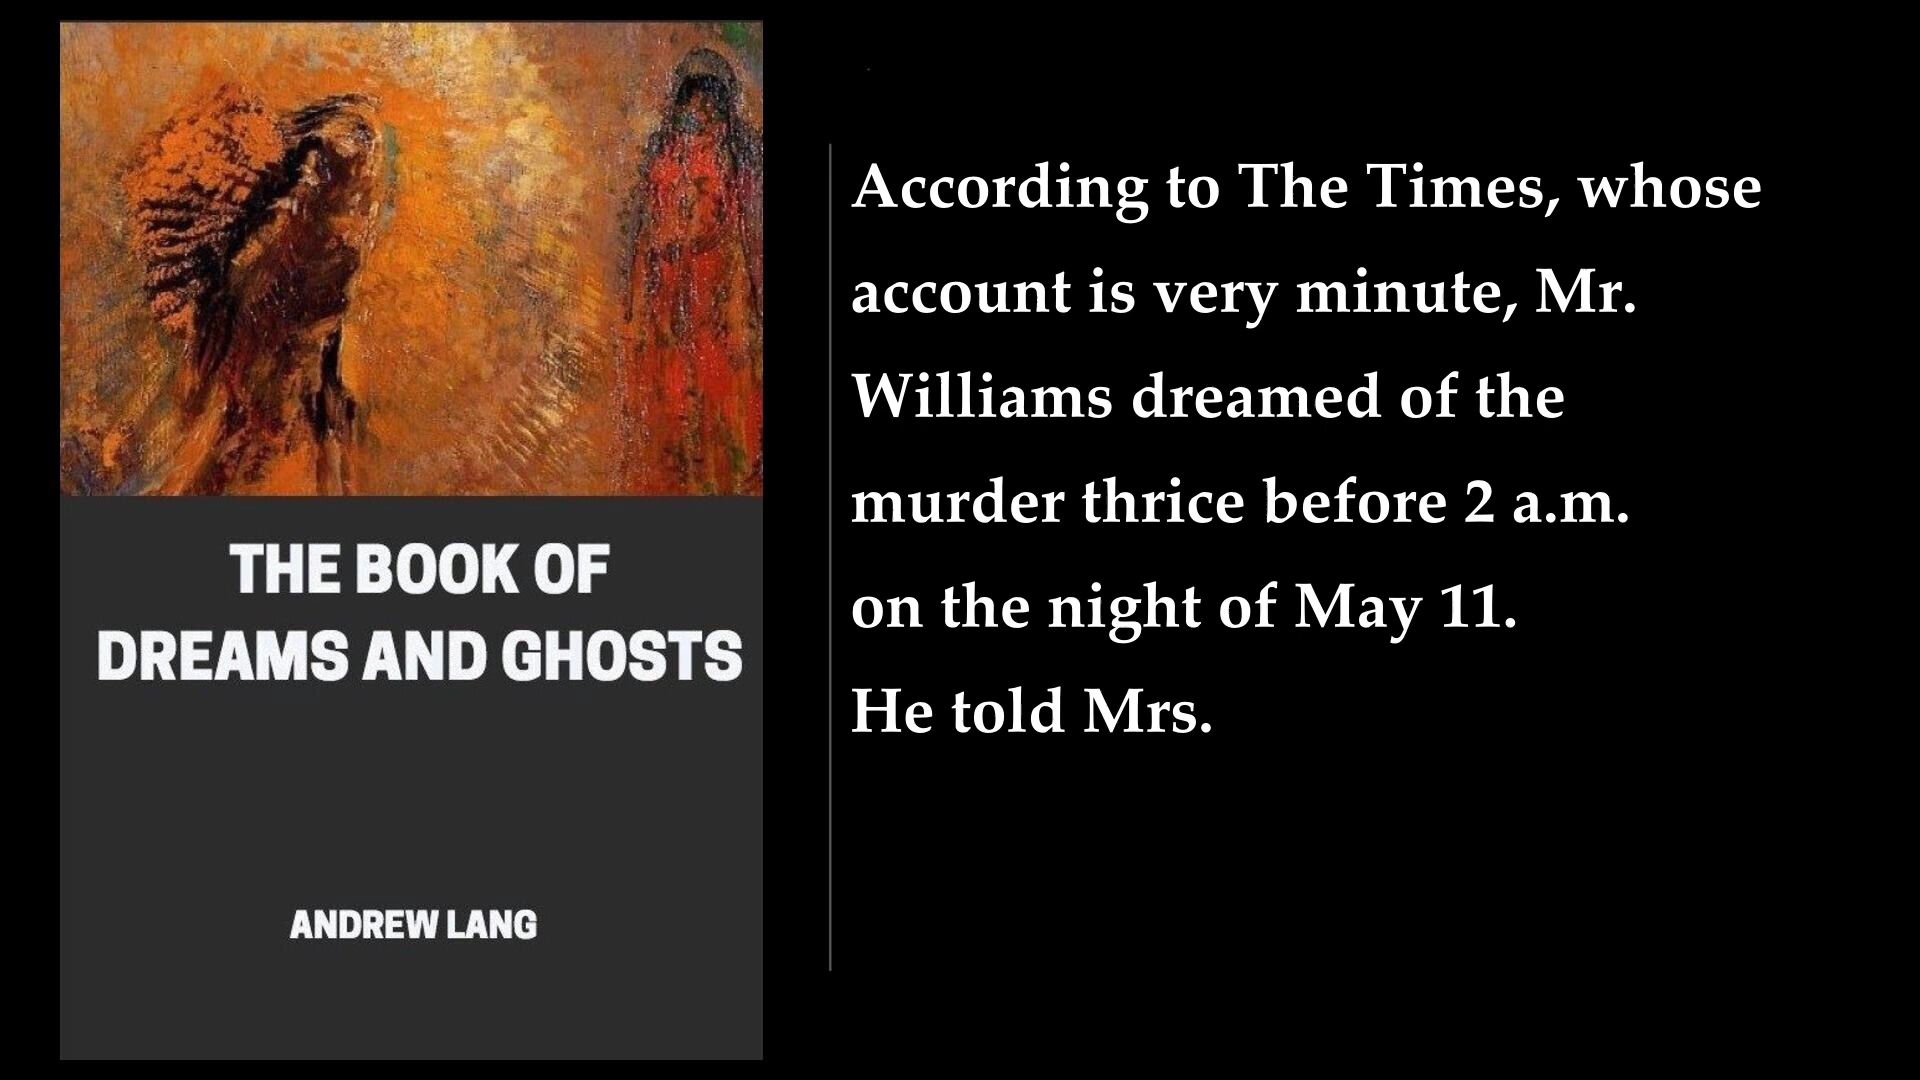 THE BOOK OF
DREAMS AND GHOSTS
ANDREW LANG
According to The Times, whose
account is very minute, Mr.
Williams dreamed of the
murder thrice before 2 a.m.
on the night of May 11.
He told Mrs.